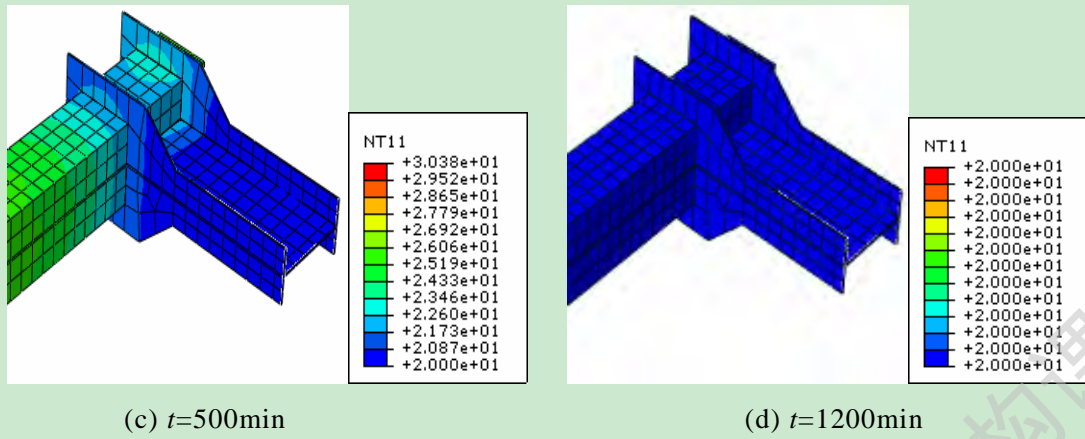 NT11
+3.038e+01
+2.952e+01
+2.865e+01
+2.779e+01
+2.692e+01
+2.606e+01
+2.519e+01
+2.433e+01
+2.346e+01
+2.260e+01
+2.173e+01
+2.087e+01
+2.000e+01
NT11
+2.000e+01
+2.000e+01
+2.000e+01
+2.000e+01
+2.000e+01
+2.000e+01
+2.000e+01
+2.000e+01
+2.000e+01
+2.000e+01
+2.000e+01
+2.000e+01
+2.000e+01
(c) t=500min
(d) t=1200min
构课